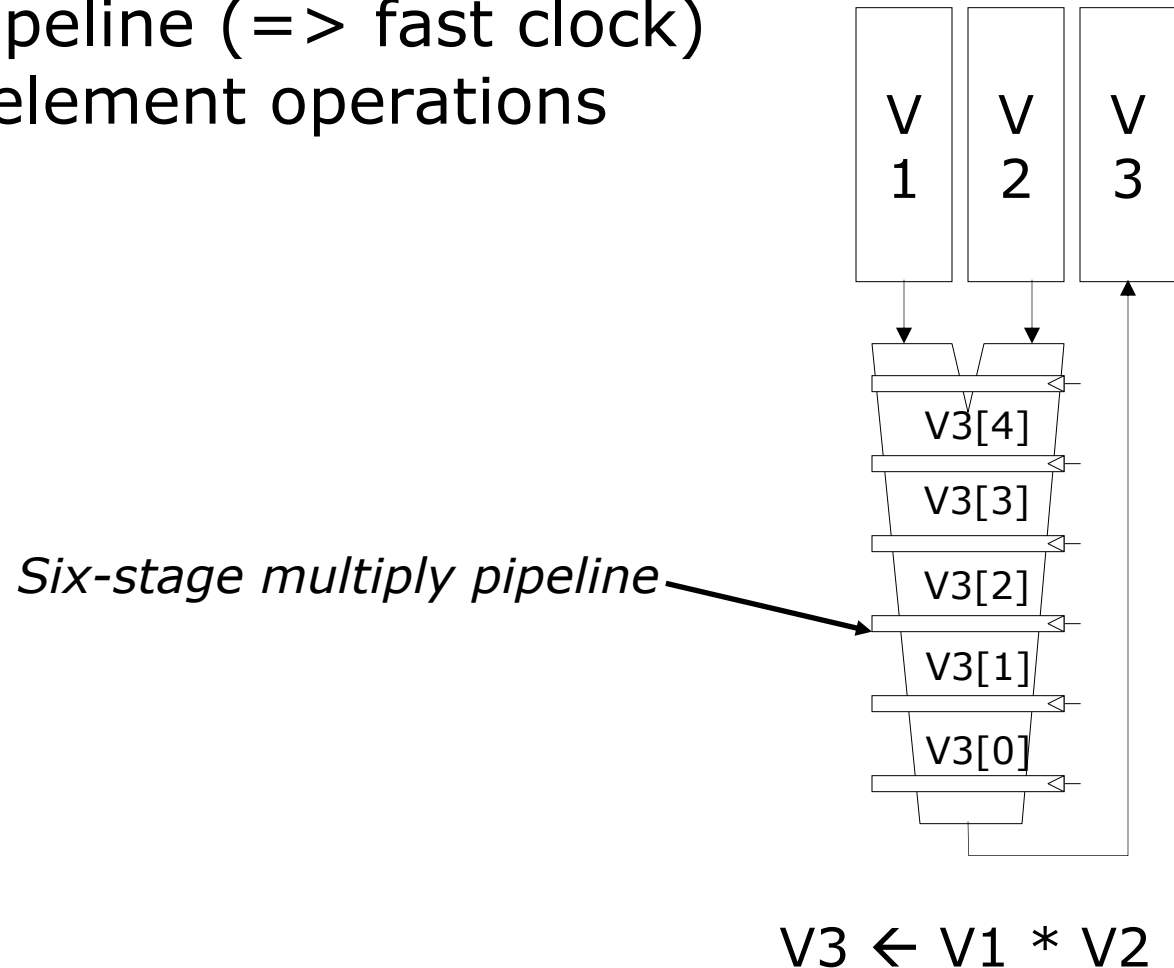 peline (=> fast clock)
element operations
V V V
1 2 3
V3[4]
V3[3]
V3[2]
Six-stage multiply pipeline
V3[1]
V3[0]
V3 ← V1 * V2